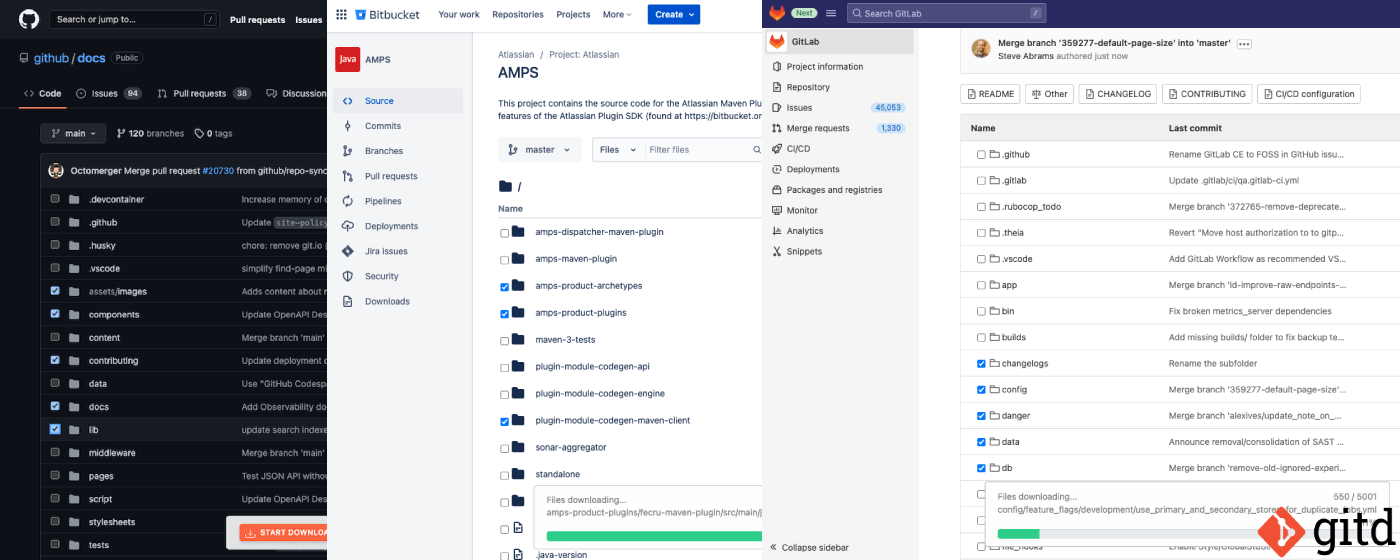 Search or jump to... /
Pull requests Issues
github / docs Public
Code Issues 94 Pull requests 38 Discussion
main 120 branches 0 tags
Octomerger Merge pull request #20730 from github/repo-sync
.devcontainer Increase memory of c
.github Update site-policy
.husky chore: remove git.io (
.vscode simplify find-page mi
assets/images Adds content about r
components Update OpenAPI Des
content Merge branch 'main'
contributing Update deployment c
data Use "GitHub Codespa
docs Add Observability do
lib update search indexe
middleware Merge branch 'main'
pages Test JSON API withou
script Update OpenAPI Des
stylesheets
tests
START DOWNLOA
Bitbucket Your work Repositories Projects More Create
Java AMPS
Source
Commits
Branches
Pull requests
Pipelines
Deployments
Jira issues
Security
Downloads
Atlassian / Project: Atlassian
AMPS
This project contains the source code for the Atlassian Maven Plu
features of the Atlassian Plugin SDK (found at https://bitbucket.or
master Files Filter files
/
Name
amps-dispatcher-maven-plugin
amps-maven-plugin
amps-product-archetypes
amps-product-plugins
maven-3-tests
plugin-module-codegen-api
plugin-module-codegen-engine
plugin-module-codegen-maven-client
sonar-aggregator
standalone
Files downloading...
amps-product-plugins/fecru-maven-plugin/src/main/j
.java-version
Next Search GitLab /
GitLab
Project information
Repository
Issues 45,053
Merge requests 1,330
CI/CD
Deployments
Packages and registries
Monitor
Analytics
Snippets
Collapse sidebar
Merge branch '359277-default-page-size' into 'master'
Steve Abrams authored just now
README Other CHANGELOG CONTRIBUTING CI/CD configuration
Name Last commit
.github Rename GitLab CE to FOSS in GitHub issu...
.gitlab Update .gitlab/ci/qa.gitlab-ci.yml
.rubocop_todo Merge branch '372765-remove-deprecate...
.theia Revert "Move host authorization to to gitp...
.vscode Add GitLab Workflow as recommended VS...
app Merge branch 'id-improve-raw-endpoints-...
bin Fix broken metrics_server dependencies
builds Add missing builds/ folder to fix backup te...
changelogs Rename the subfolder
config Merge branch '359277-default-page-size'...
danger Merge branch 'alexives/update_note_on_...
data Announce removal/consolidation of SAST ...
db Merge branch 'remove-old-ignored-experi...
Files downloading... 550 / 5001
config/feature_flags/development/use_primary_and_secondary_stores_for_duplicate_jobs.yml
gitd